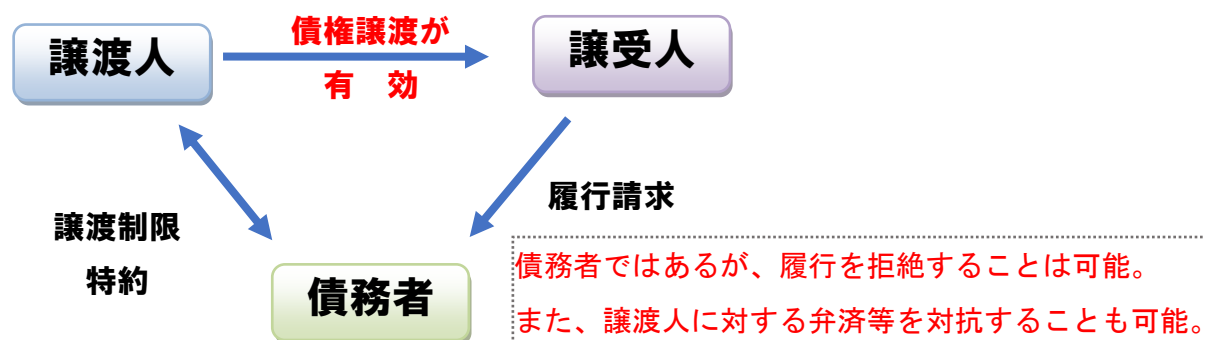 譲渡人
債権譲渡が
有　効
譲受人
譲渡制限
特約
履行請求
債務者
債務者ではあるが、履行を拒絶することは可能。
また、譲渡人に対する弁済等を対抗することも可能。